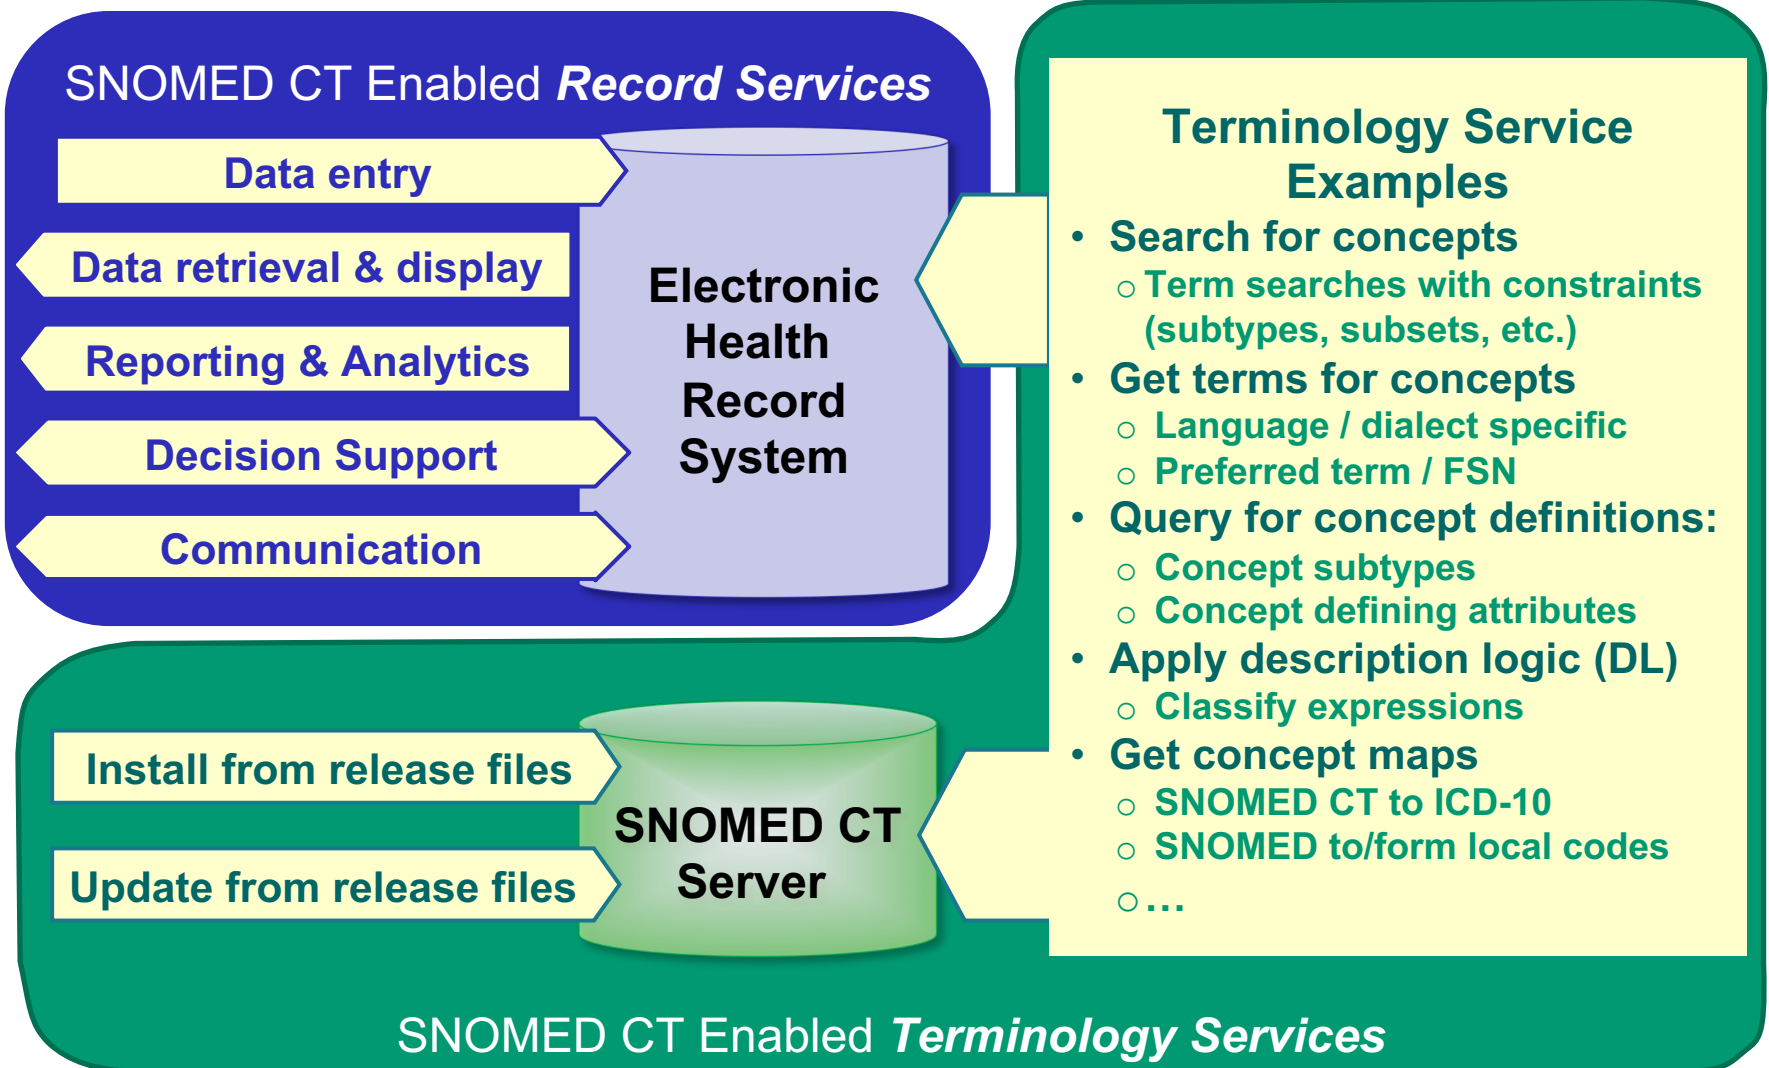 SNOMED CT Enabled Record Services
Data entry
Data retrieval & display
Reporting & Analytics
Decision Support
Communication
Electronic
Health
Record
System
Terminology Service
Examples
• Search for concepts
○ Term searches with constraints
(subtypes, subsets, etc.)
• Get terms for concepts
○ Language / dialect specific
○ Preferred term / FSN
• Query for concept definitions:
○ Concept subtypes
○ Concept defining attributes
• Apply description logic (DL)
○ Classify expressions
• Get concept maps
○ SNOMED CT to ICD-10
○ SNOMED to/form local codes
○ ...
Install from release files
Update from release files
SNOMED CT
Server
SNOMED CT Enabled Terminology Services